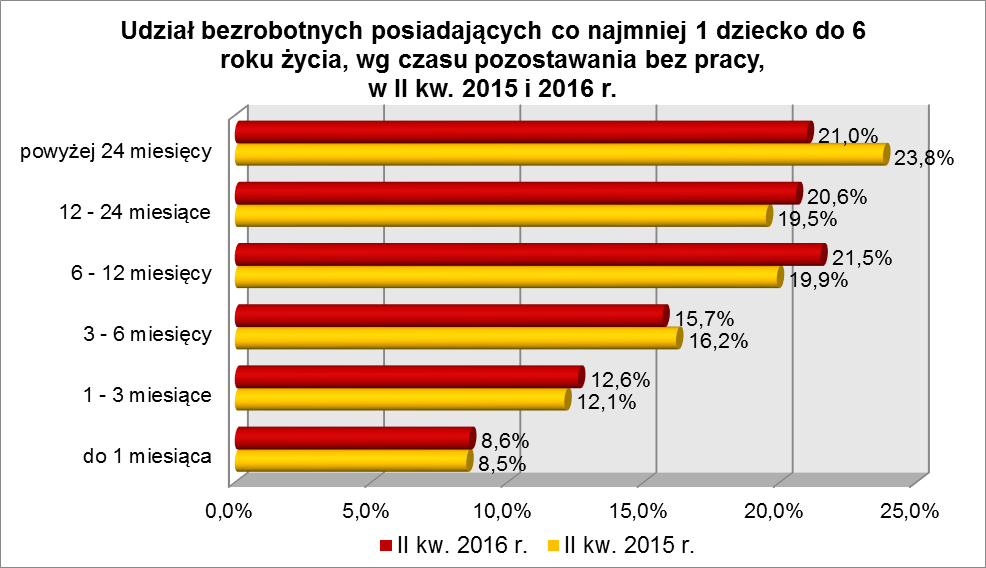 Udział bezrobotnych posiadających co najmniej 1 dziecko do 6
roku życia, wg czasu pozostawania bez pracy,
w II kw. 2015 i 2016 r.
powyżej 24 miesięcy
21,0%
23,8%
12 - 24 miesiące
20,6%
19,5%
6 - 12 miesięcy
21,5%
19,9%
3 - 6 miesięcy
15,7%
16,2%
1 - 3 miesiące
12,6%
12,1%
do 1 miesiąca
8,6%
8,5%
0,0% 5,0% 10,0% 15,0% 20,0% 25,0%
II kw. 2016 r. II kw. 2015 r.